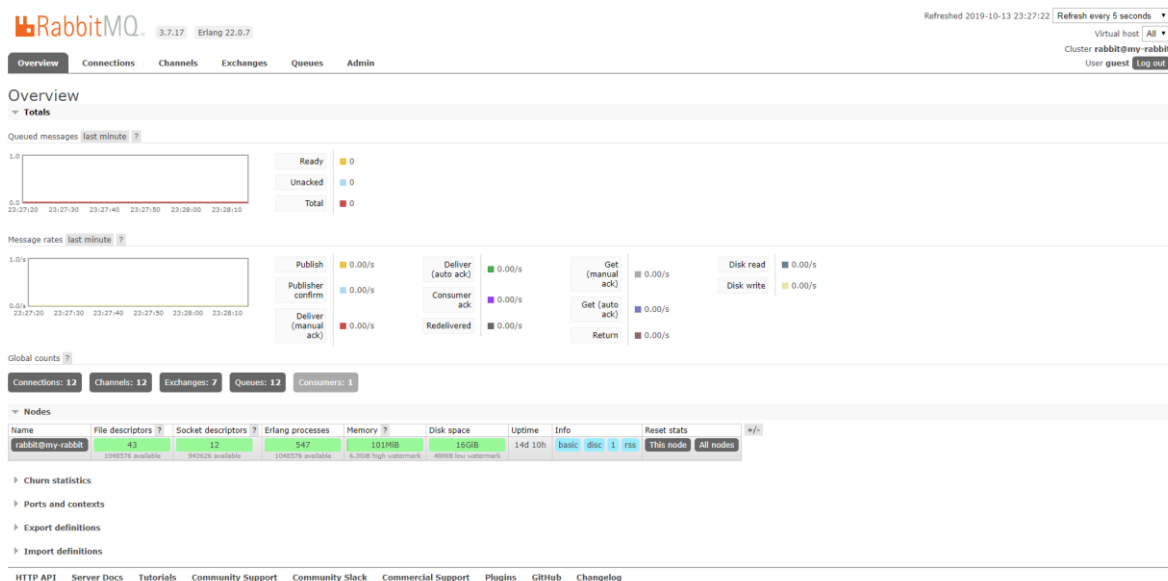 RabbitMQ 3.7.17 Erlang 22.0.7
Refreshed 2019-10-13 23:27:22 Refresh every 5 seconds
Virtual host All
Cluster rabbit@my-rabbit
User guest Log out
Overview Connections Channels Exchanges Queues Admin
Overview
Totals
Queued messages last minute ?
1.0
0.0
23:27:20 23:27:30 23:27:40 23:27:50 23:28:00 23:28:10
Ready 0
Unacked 0
Total 0
Message rates last minute ?
1.0/s
0.0/s
23:27:20 23:27:30 23:27:40 23:27:50 23:28:00 23:28:10
Publish 0.00/s
Publisher
confirm 0.00/s
Deliver
(manual
ack) 0.00/s
Deliver
(auto ack) 0.00/s
Consumer
ack 0.00/s
Redelivered 0.00/s
Get
(manual
ack) 0.00/s
Get (auto
ack) 0.00/s
Return 0.00/s
Disk read 0.00/s
Disk write 0.00/s
Global counts ?
Connections: 12 Channels: 12 Exchanges: 7 Queues: 12 Consumers: 1
Nodes
Name File descriptors ? Socket descriptors ? Erlang processes Memory ? Disk space Uptime Info Reset stats +/-
rabbit@my-rabbit 43 12 547 101MiB 16GiB 14d 10h basic disc 1 rss This node All nodes
1048576 available 943626 available 1048576 available 6.3GiB high watermark 48MiB low watermark
Churn statistics
Ports and contexts
Export definitions
Import definitions
HTTP API Server Docs Tutorials Community Support Community Slack Commercial Support Plugins GitHub Changelog